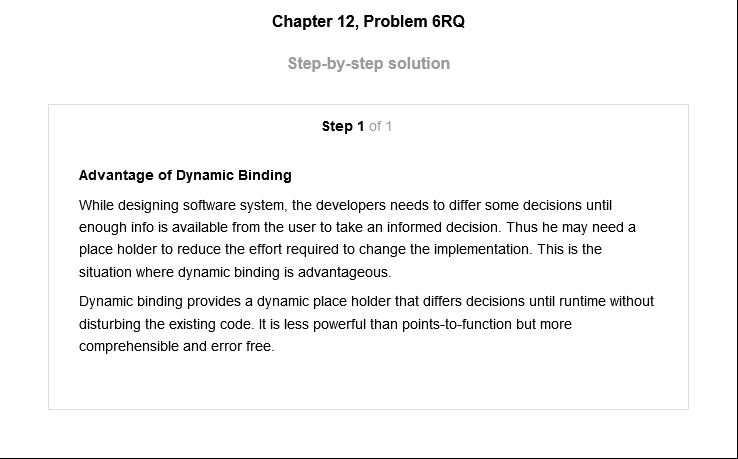 Chapter 12, Problem 6RQ
Step-by-step solution
Step 1 of 1
Advantage of Dynamic Binding
While designing software system, the developers needs to differ some decisions until
enough info is available from the user to take an informed decision. Thus he may need a
place holder to reduce the effort required to change the implementation. This is the
situation where dynamic binding is advantageous.
Dynamic binding provides a dynamic place holder that differs decisions until runtime without
disturbing the existing code. It is less powerful than points-to-function but more
comprehensible and error free.